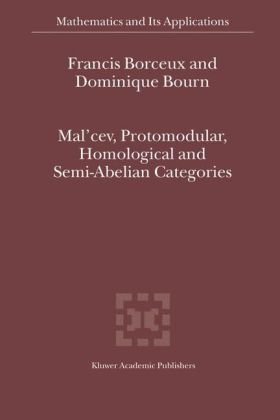 Mathematics and Its Applications
Francis Borceux and
Dominique Bourn
Mal'cev, Protomodular,
Homological and
Semi-Abelian Categories
Kluwer Academic Publishers